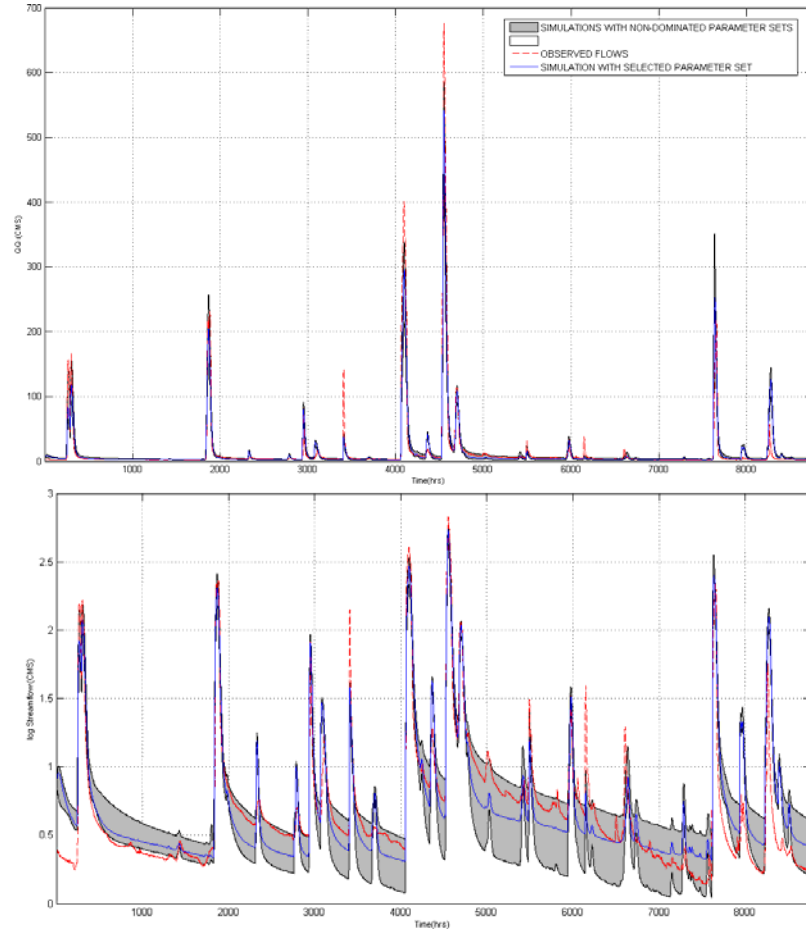 700
SIMULATIONS WITH NON-DOMINATED PARAMETER SETS
OBSERVED FLOWS
SIMULATION WITH SELECTED PARAMETER SET
600
500
400
300
200
100
QQ (CMS)
1000 2000 3000 4000 5000 6000 7000 8000
Time(hrs)
3
2.5
2
1.5
1
0.5
0
log Streamflow(CMS)
1000 2000 3000 4000 5000 6000 7000 8000
Time(hrs)